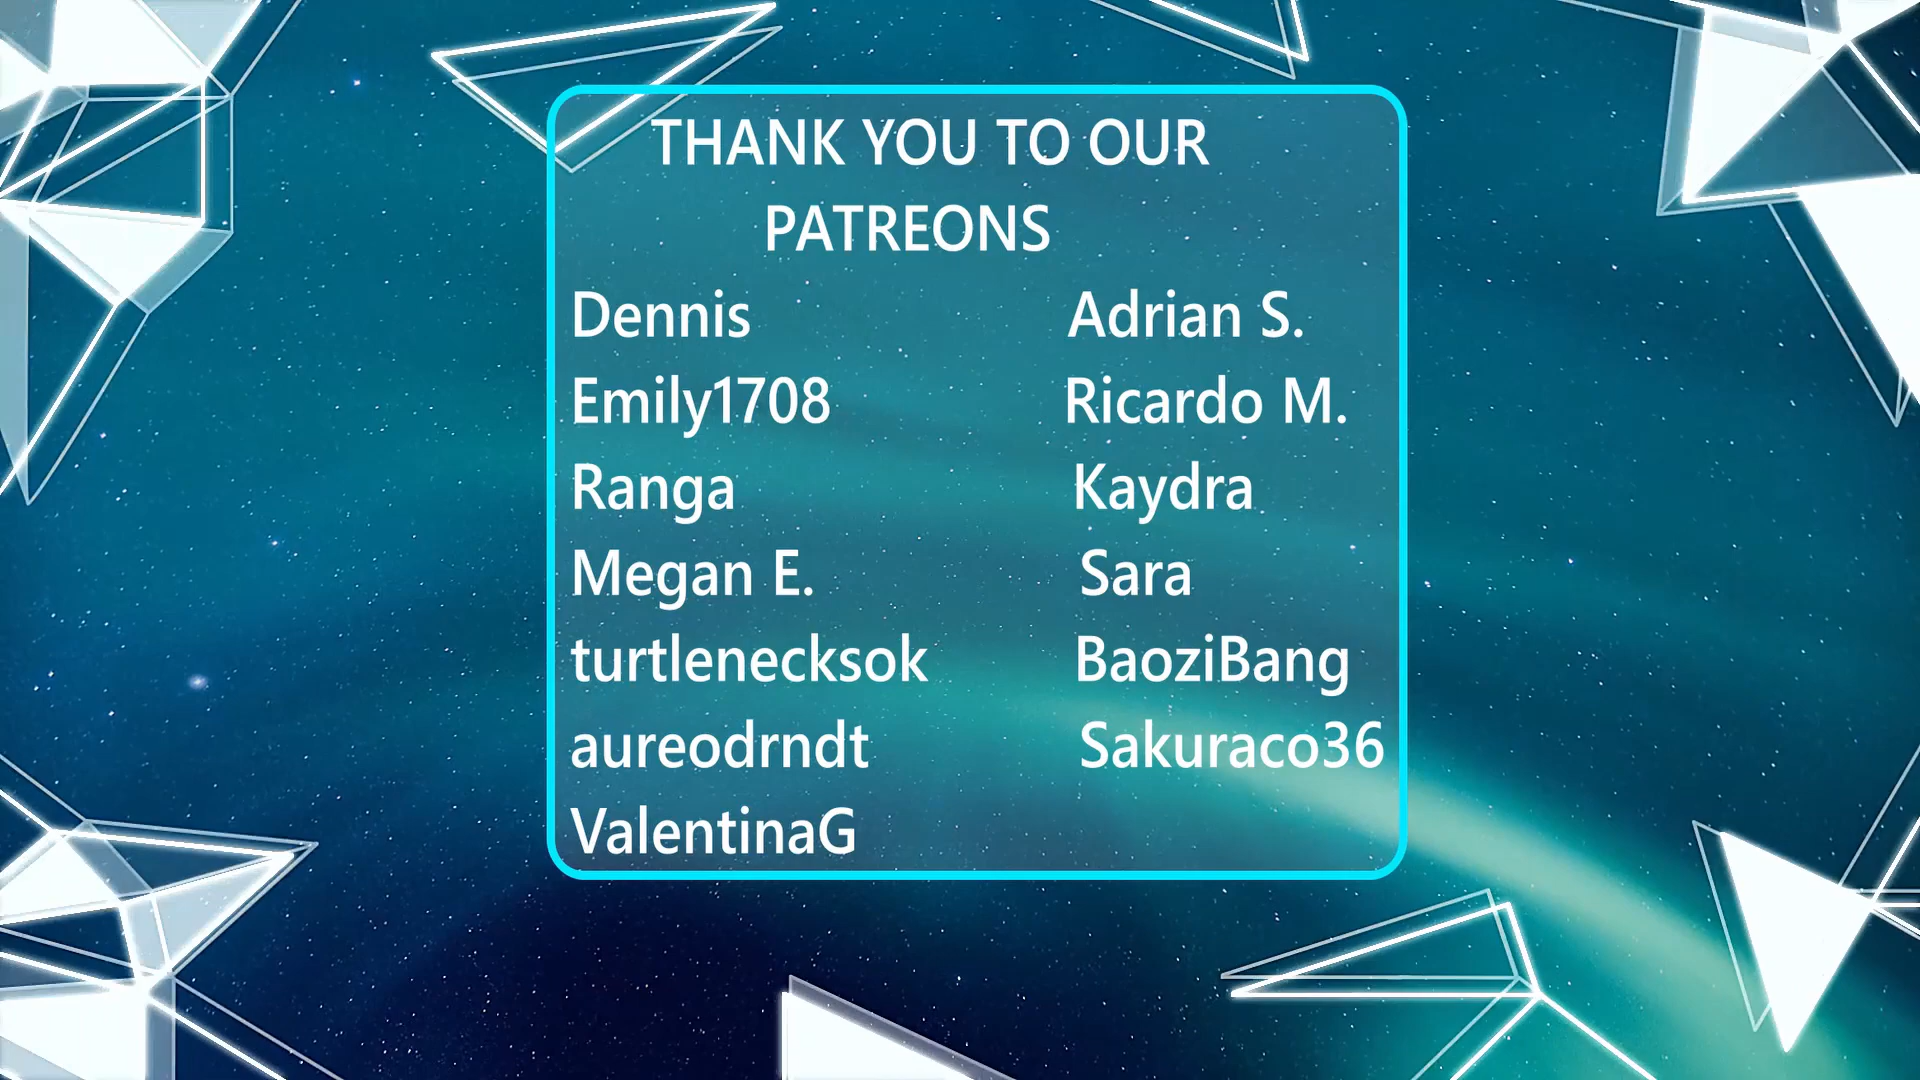 THANK YOU TO OUR
PATREONS
Dennis Adrian S.
Emily1708 Ricardo M.
Ranga Kaydra
Megan E. Sara
turtlenecksok BaoziBang
aureodrndt Sakuraco36
ValentinaG